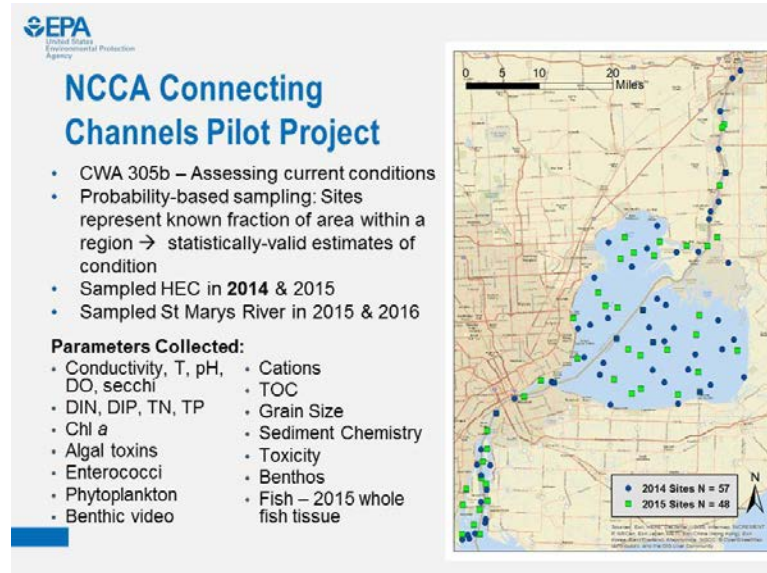 EPA
United States
Environmental Protection
Agency
NCCA Connecting
Channels Pilot Project
• CWA 305b – Assessing current conditions
• Probability-based sampling: Sites
represent known fraction of area within a
region → statistically-valid estimates of
condition
• Sampled HEC in 2014 & 2015
• Sampled St Marys River in 2015 & 2016
Parameters Collected:
• Conductivity, T, pH,
DO, secchi
• DIN, DIP, TN, TP
• Chl a
• Algal toxins
• Enterococci
• Phytoplankton
• Benthic video
• Cations
• TOC
• Grain Size
• Sediment Chemistry
• Toxicity
• Benthos
• Fish – 2015 whole
fish tissue
0 5 10 20
Miles
N
2014 Sites N = 57
2015 Sites N = 48